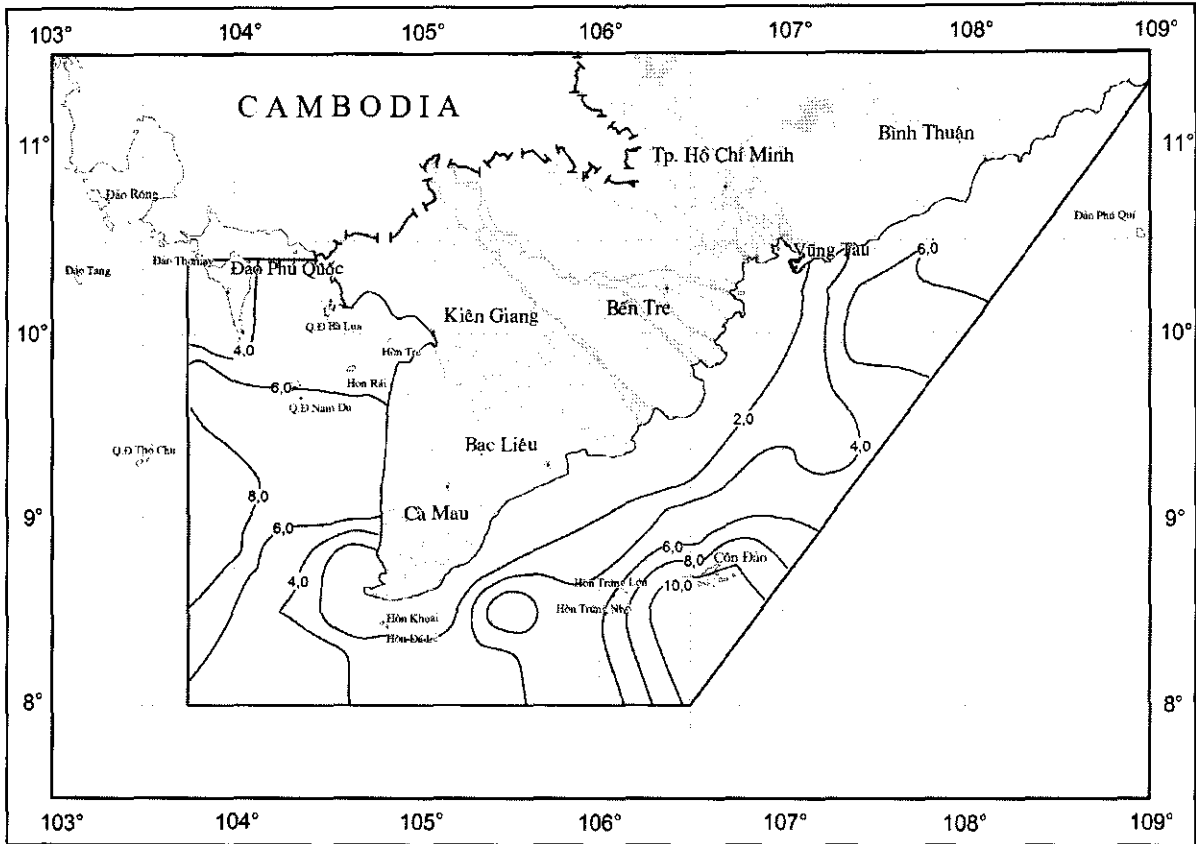 103° 104° 105° 106° 107° 108° 109°
CAMBODIA
Bình Thuận
11° 11°
Tp. Hồ Chí Minh
Đảo Rồng
Đảo Phú Quí
Vũng Tàu
6,0
Đảo Tang
Đảo Phú Quốc
Bến Tre
Kiên Giang
10° 10°
4,0
Hòn Tre
6,0
Hòn Rái
Q.Đ Nam Du
2,0
Bạc Liêu
4,0
Q.Đ Thổ Chu
8,0
9° 9°
Cà Mau
6,0
6,0
8,0
Côn Đảo
4,0
10,0
Hòn Trứng Lớn
Hòn Trứng Nhỏ
Hòn Khoai
8° 8°
103° 104° 105° 106° 107° 108° 109°